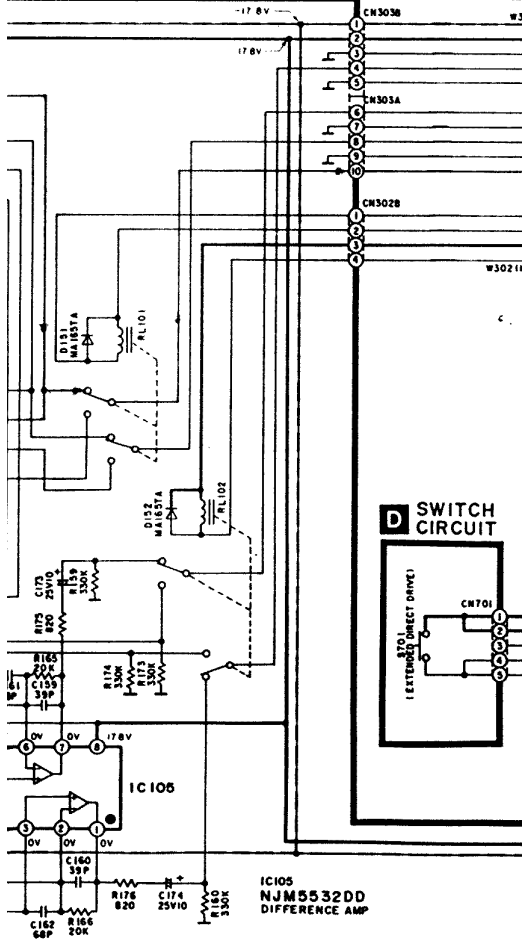 -17.8V
CN303B
1
W3
2
17.8V
3
4
5
CN303A
6
7
8
9
10
CN302B
1
2
3
4
W302(1
D151
MA165TA
RL101
D152
MA165TA
RL102
D SWITCH
CIRCUIT
CN701
1
2
3
4
5
S701
(EXTENDED DIRECT DRIVE)
C173
25V10
R159
330K
R175
820
R165
20K
C159
39P
61
P
R174
330K
R173
330K
0V
0V
17.8V
6
7
8
IC105
3
2
1
0V
0V
0V
C160
39P
R176
820
C174
25V10
R160
330K
C162
68P
R166
20K
IC105
NJM5532DD
DIFFERENCE AMP